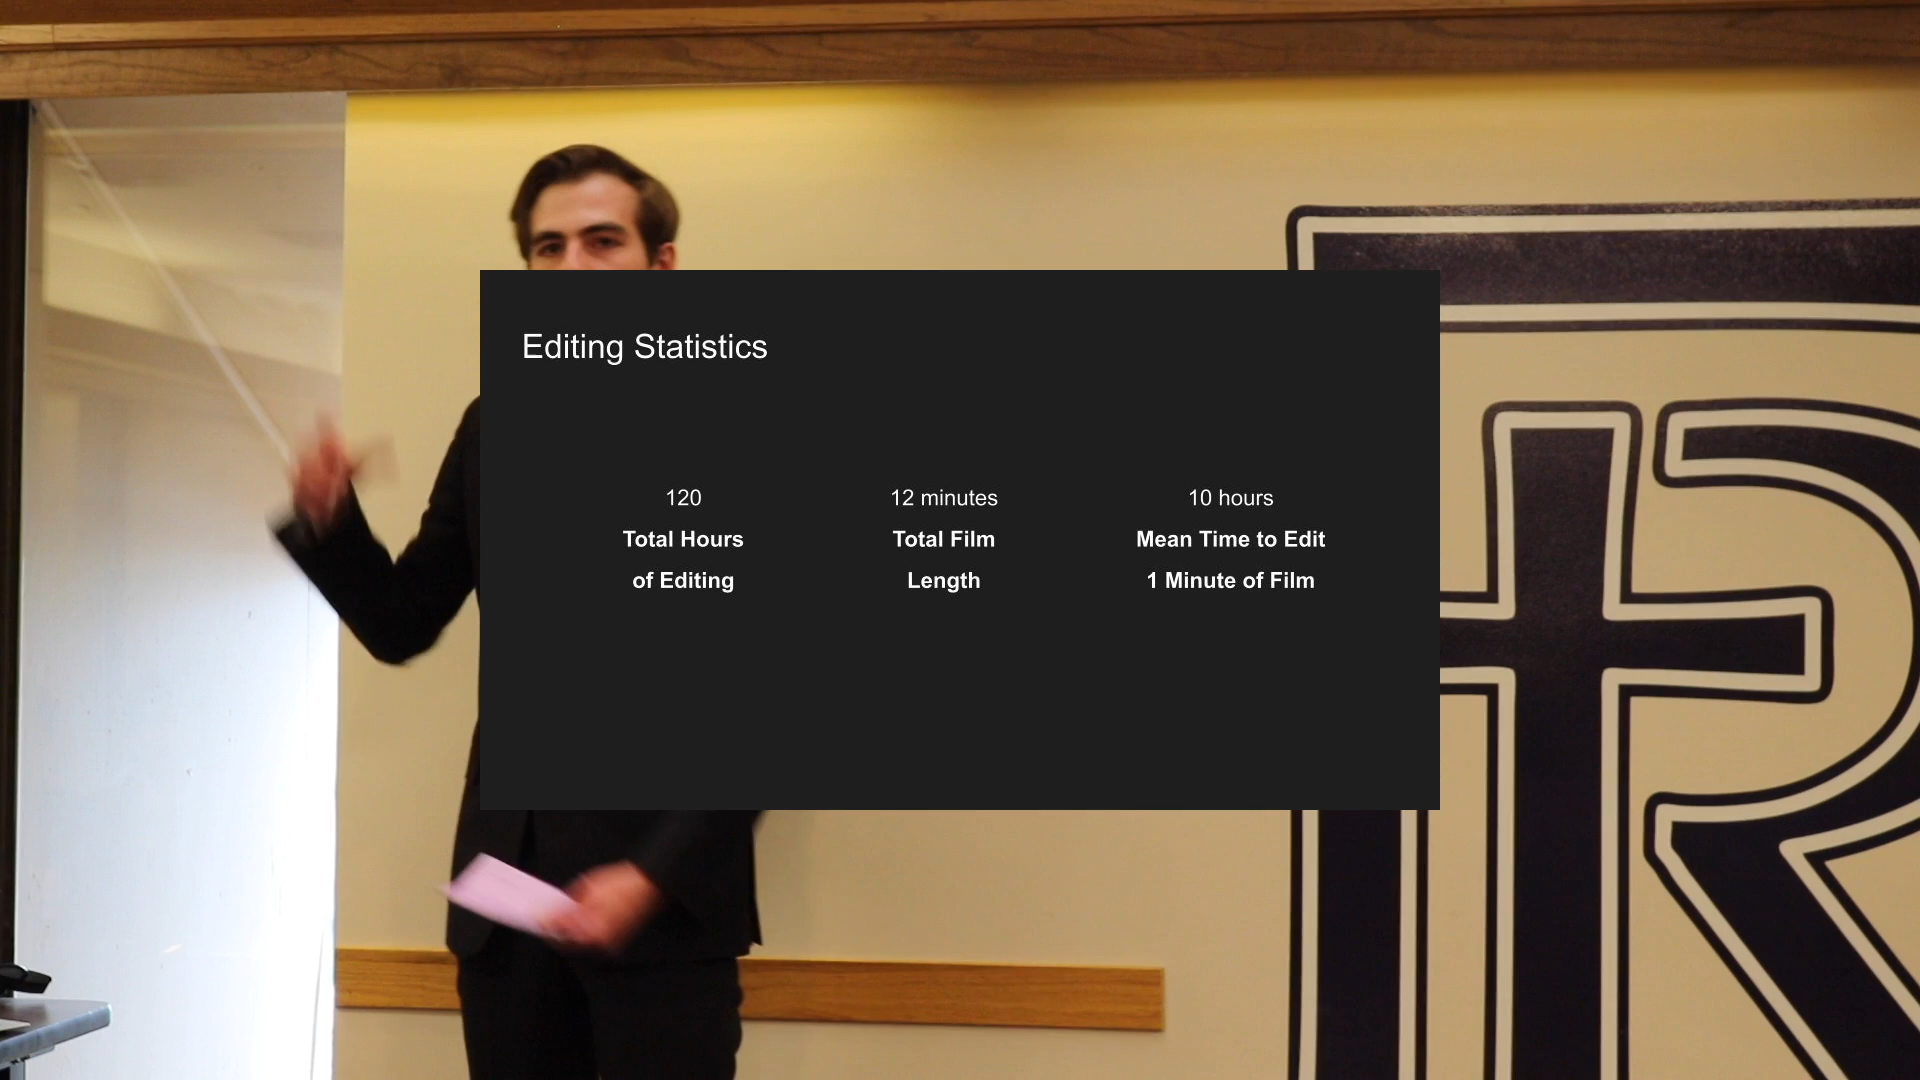 Editing Statistics
120
Total Hours
of Editing
12 minutes
Total Film
Length
10 hours
Mean Time to Edit
1 Minute of Film